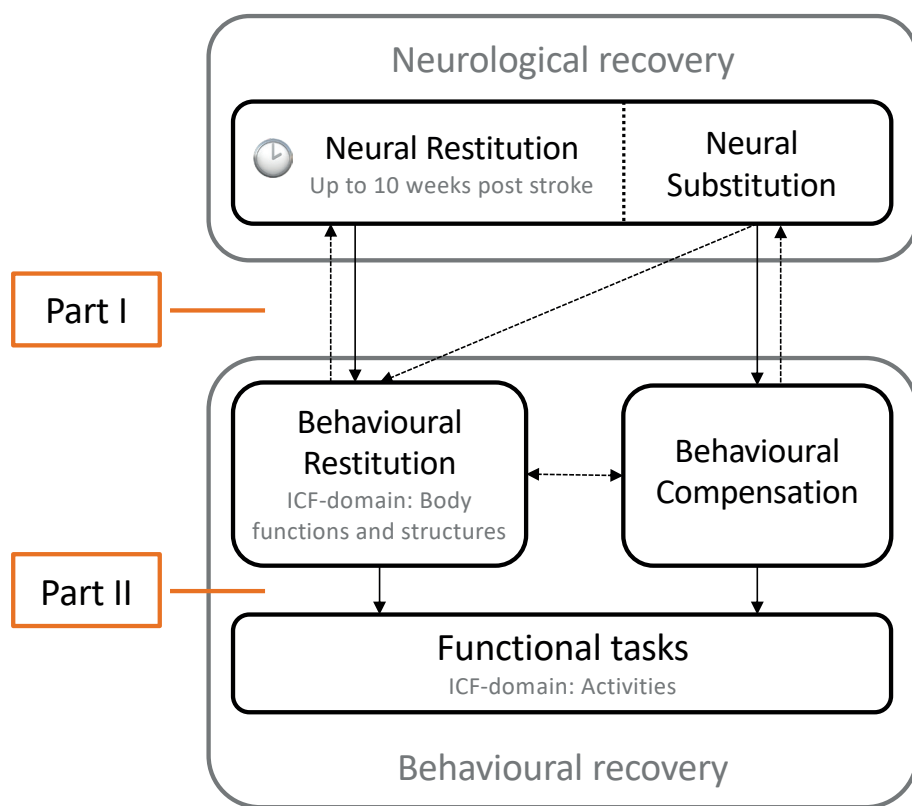 Neurological recovery
Neural Restitution
Up to 10 weeks post stroke
Neural
Substitution
Part I
Behavioural
Restitution
ICF-domain: Body
functions and structures
Behavioural
Compensation
Part II
Functional tasks
ICF-domain: Activities
Behavioural recovery